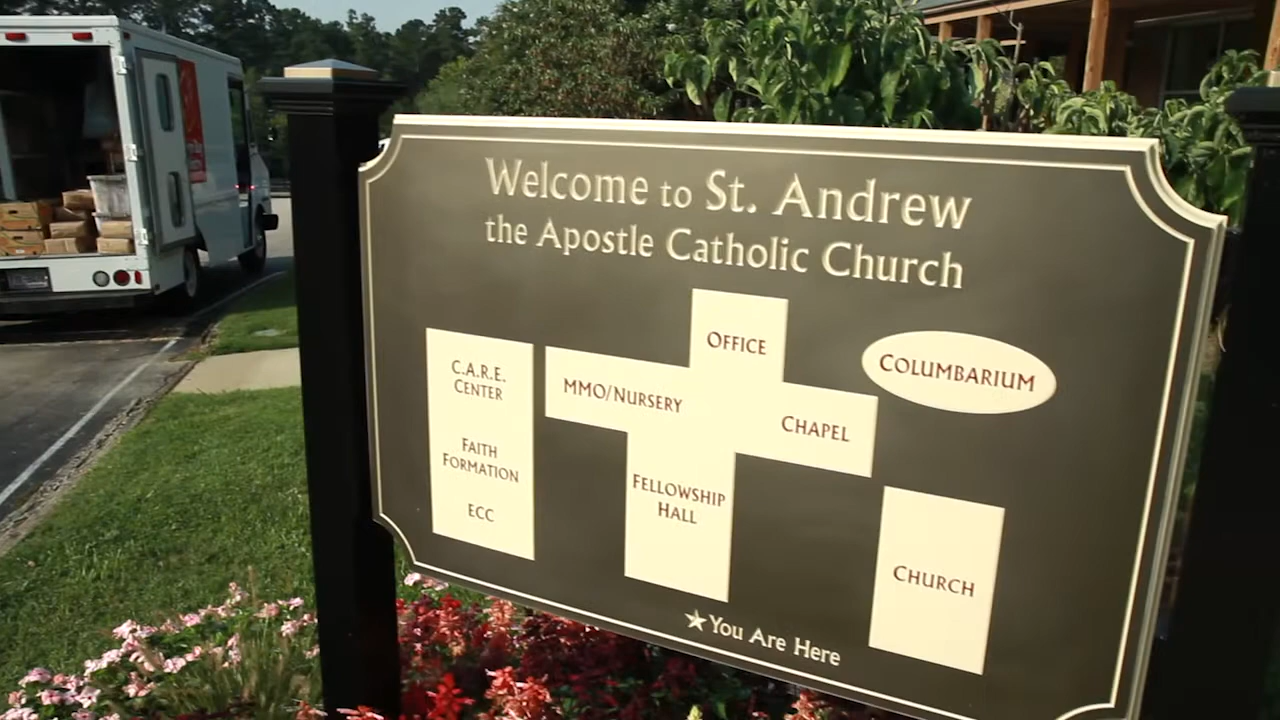 Welcome to St. Andrew
the Apostle Catholic Church
OFFICE
COLUMBARIUM
C.A.R.E.
CENTER
MMO/NURSERY
CHAPEL
FAITH
FORMATION
ECC
FELLOWSHIP
HALL
CHURCH
You Are Here